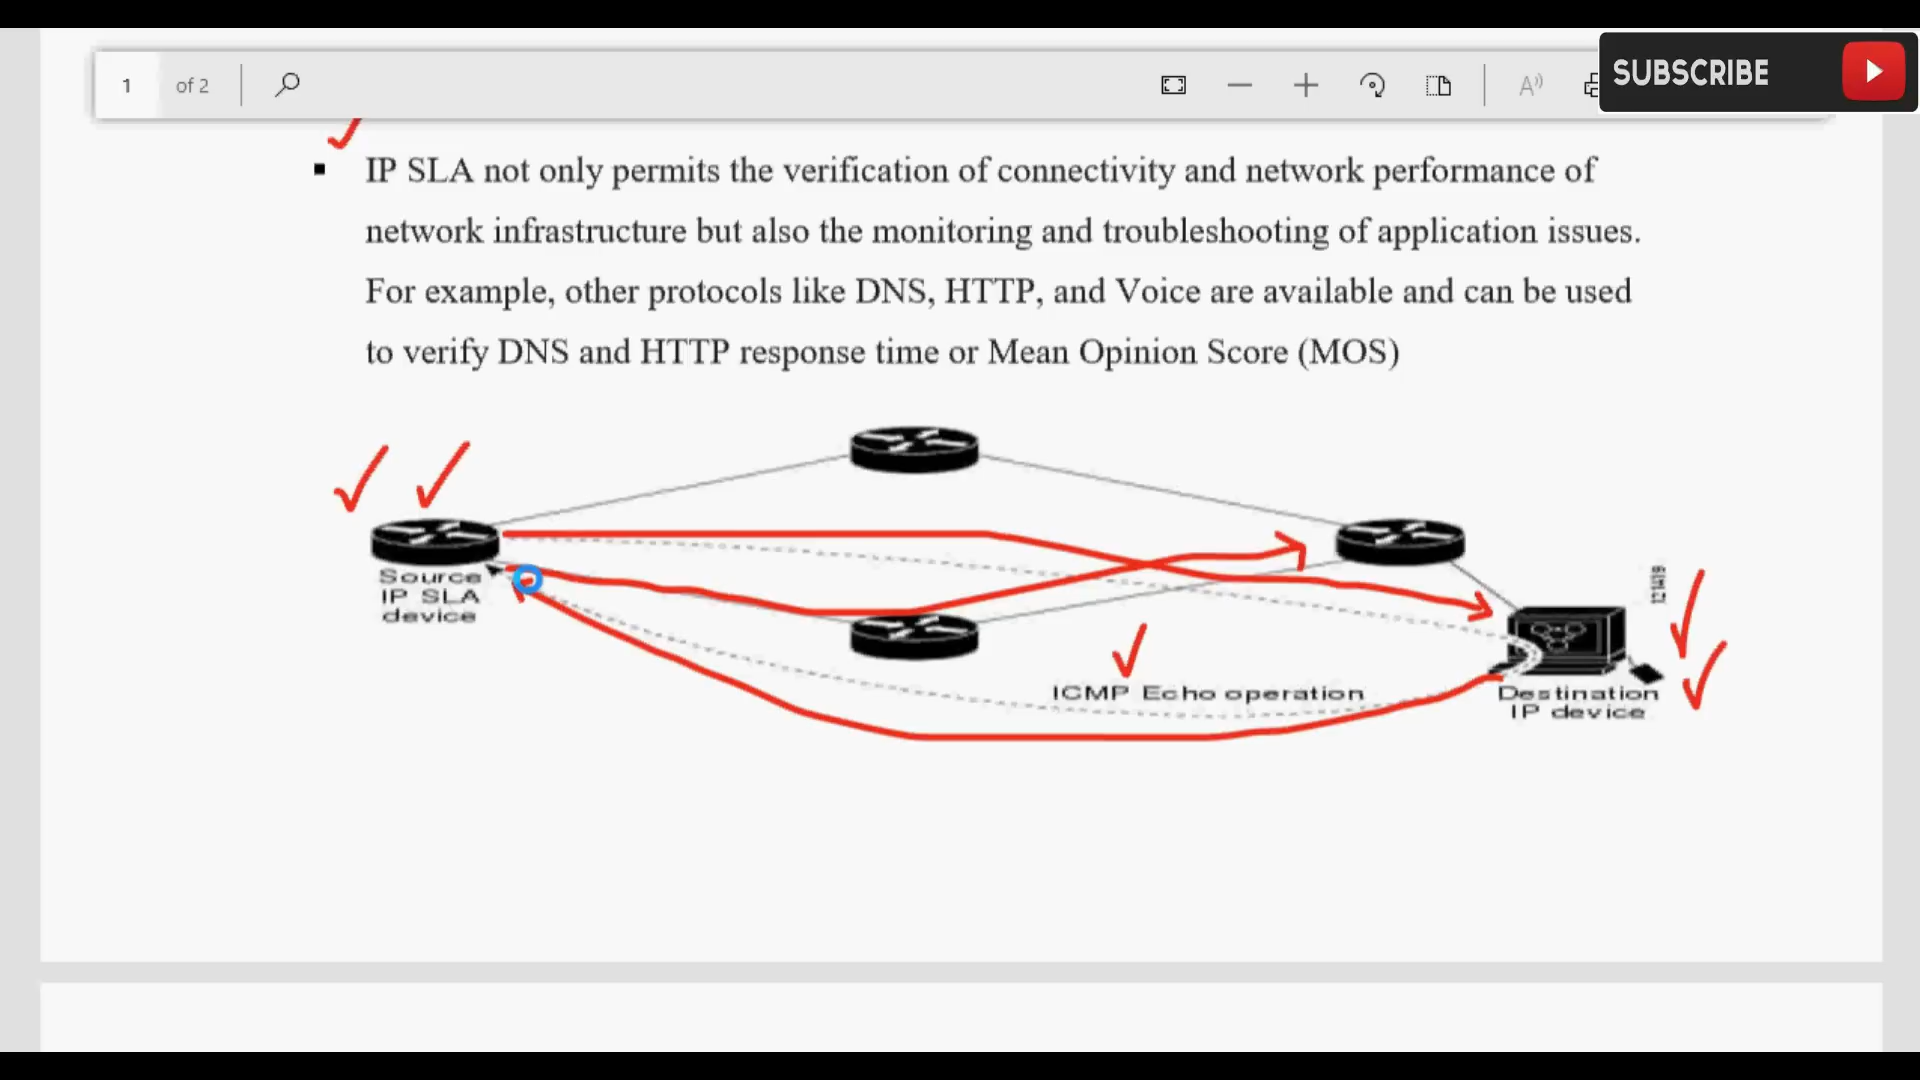 1 of 2
SUBSCRIBE
IP SLA not only permits the verification of connectivity and network performance of
network infrastructure but also the monitoring and troubleshooting of application issues.
For example, other protocols like DNS, HTTP, and Voice are available and can be used
to verify DNS and HTTP response time or Mean Opinion Score (MOS)
Source
IP SLA
device
121419
ICMP Echo operation
Destination
IP device